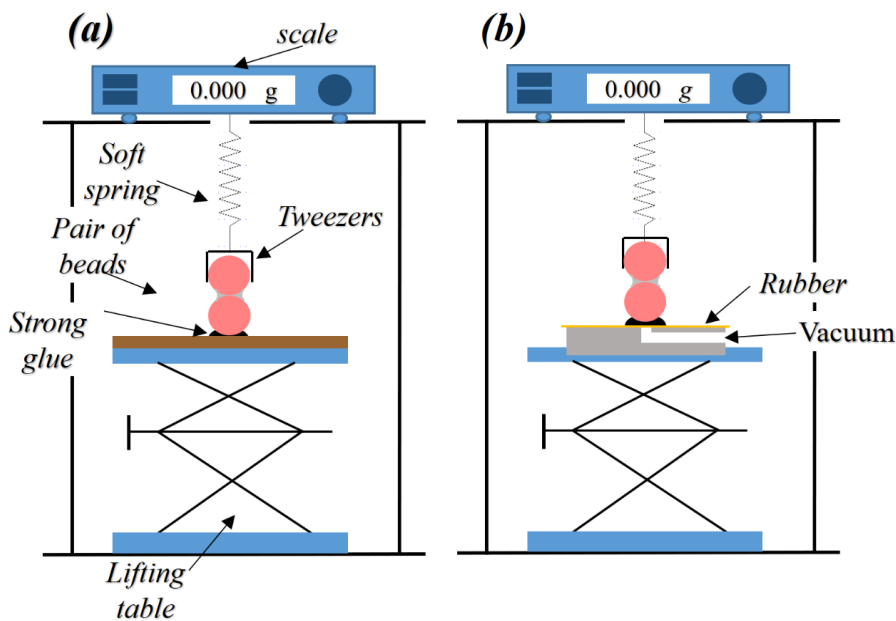 (a)
scale
0.000 g
Soft
spring
Tweezers
Pair of
beads
Strong
glue
Lifting
table
(b)
0.000 g
Rubber
Vacuum